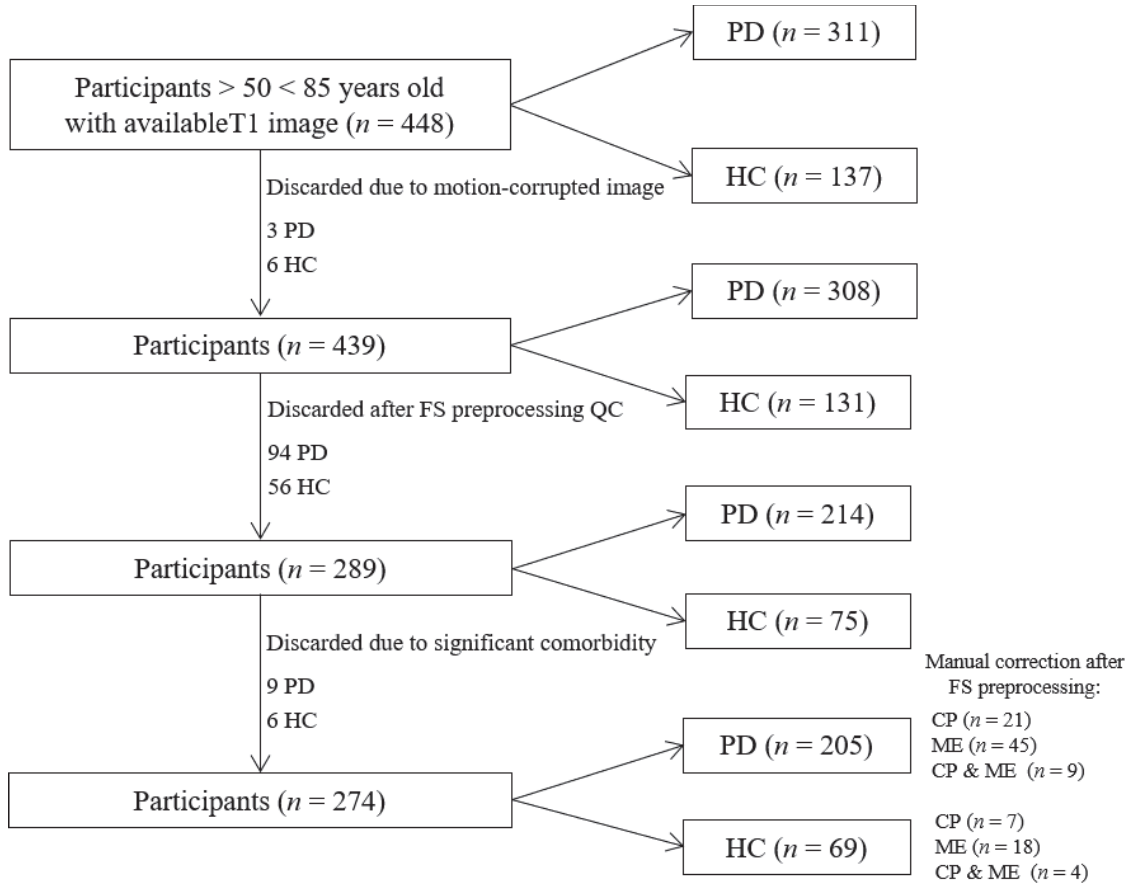 PD (n = 311)
Participants > 50 < 85 years old
with availableT1 image (n = 448)
HC (n = 137)
Discarded due to motion-corrupted image
3 PD
6 HC
PD (n = 308)
Participants (n = 439)
HC (n = 131)
Discarded after FS preprocessing QC
94 PD
56 HC
PD (n = 214)
Participants (n = 289)
HC (n = 75)
Discarded due to significant comorbidity
9 PD
6 HC
Manual correction after
FS preprocessing:
CP (n = 21)
ME (n = 45)
CP & ME (n = 9)
PD (n = 205)
Participants (n = 274)
HC (n = 69)
CP (n = 7)
ME (n = 18)
CP & ME (n = 4)